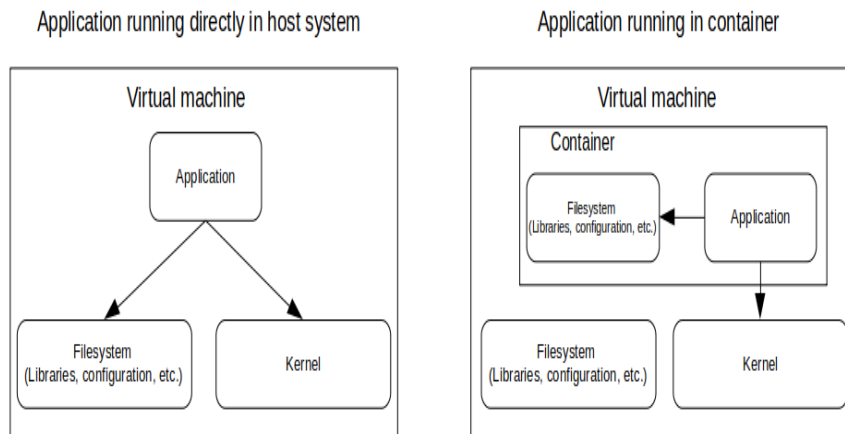 Application running directly in host system
Virtual machine
Application
Filesystem
(Libraries, configuration, etc.)
Kernel
Application running in container
Virtual machine
Container
Filesystem
(Libraries, configuration, etc.)
Application
Filesystem
(Libraries, configuration, etc.)
Kernel